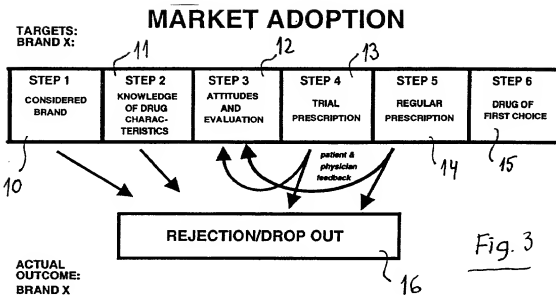 MARKET ADOPTION
TARGETS:
BRAND X:
11
12
13
STEP 1
CONSIDERED
BRAND
STEP 2
KNOWLEDGE
OF DRUG
CHARAC-
TERISTICS
STEP 3
ATTITUDES
AND
EVALUATION
STEP 4
TRIAL
PRESCRIPTION
STEP 5
REGULAR
PRESCRIPTION
STEP 6
DRUG OF
FIRST CHOICE
10
14
15
patient &
physician
feedback
REJECTION/DROP OUT
16
Fig. 3
ACTUAL
OUTCOME:
BRAND X